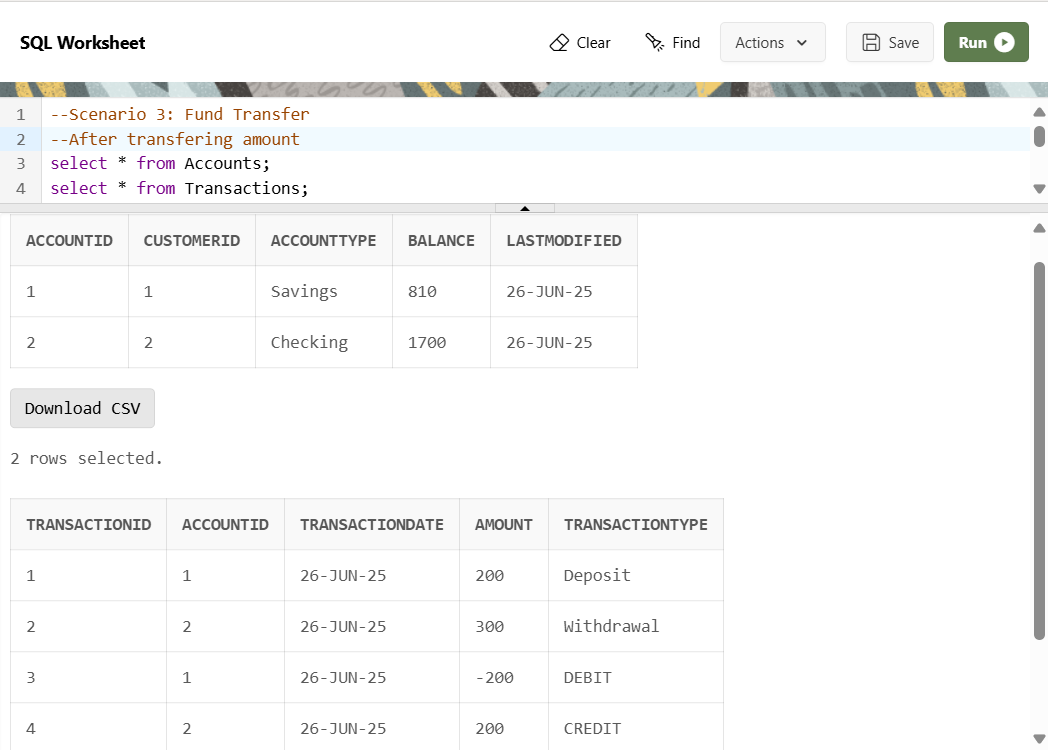 SQL Worksheet
Clear
Find
Actions
Save
Run
1 --Scenario 3: Fund Transfer
2 --After transfering amount
3 select * from Accounts;
4 select * from Transactions;
ACCOUNTID CUSTOMERID ACCOUNTTYPE BALANCE LASTMODIFIED
1 1 Savings 810 26-JUN-25
2 2 Checking 1700 26-JUN-25
Download CSV
2 rows selected.
TRANSACTIONID ACCOUNTID TRANSACTIONDATE AMOUNT TRANSACTIONTYPE
1 1 26-JUN-25 200 Deposit
2 2 26-JUN-25 300 Withdrawal
3 1 26-JUN-25 -200 DEBIT
4 2 26-JUN-25 200 CREDIT